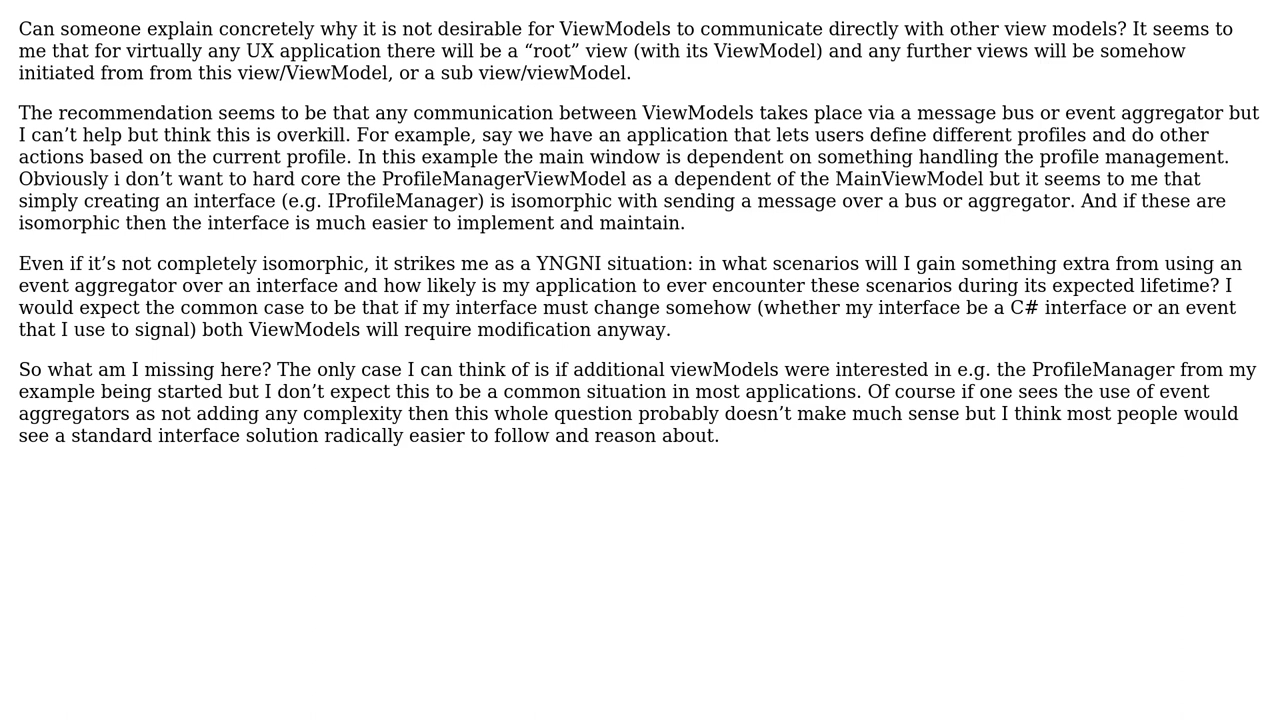 Can someone explain concretely why it is not desirable for ViewModels to communicate directly with other view models? It seems to
me that for virtually any UX application there will be a “root” view (with its ViewModel) and any further views will be somehow
initiated from from this view/ViewModel, or a sub view/viewModel.
The recommendation seems to be that any communication between ViewModels takes place via a message bus or event aggregator but
I can’t help but think this is overkill. For example, say we have an application that lets users define different profiles and do other
actions based on the current profile. In this example the main window is dependent on something handling the profile management.
Obviously i don’t want to hard core the ProfileManagerViewModel as a dependent of the MainViewModel but it seems to me that
simply creating an interface (e.g. IProfileManager) is isomorphic with sending a message over a bus or aggregator. And if these are
isomorphic then the interface is much easier to implement and maintain.
Even if it’s not completely isomorphic, it strikes me as a YNGNI situation: in what scenarios will I gain something extra from using an
event aggregator over an interface and how likely is my application to ever encounter these scenarios during its expected lifetime? I
would expect the common case to be that if my interface must change somehow (whether my interface be a C# interface or an event
that I use to signal) both ViewModels will require modification anyway.
So what am I missing here? The only case I can think of is if additional viewModels were interested in e.g. the ProfileManager from my
example being started but I don’t expect this to be a common situation in most applications. Of course if one sees the use of event
aggregators as not adding any complexity then this whole question probably doesn’t make much sense but I think most people would
see a standard interface solution radically easier to follow and reason about.